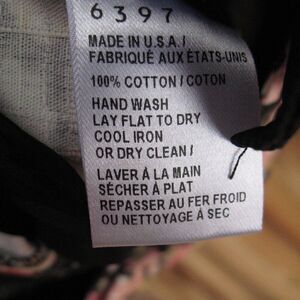 6397
MADE IN U.S.A./
FABRIQUÉ AUX ÉTATS-UNIS
100% COTTON / COTON
HAND WASH
LAY FLAT TO DRY
COOL IRON
OR DRY CLEAN /
LAVER À LA MAIN
SÉCHER À PLAT
REPASSER AU FER FROID
OU NETTOYAGE À SEC